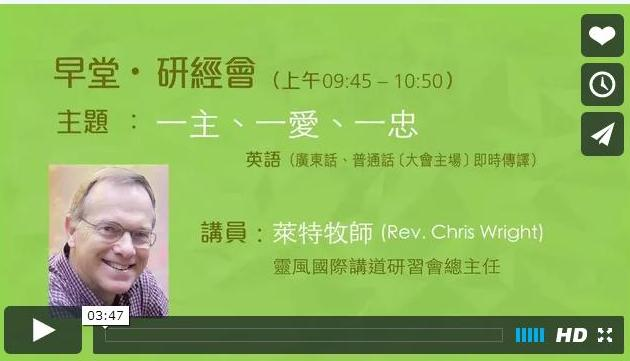 早堂 · 研經會 (上午09:45 – 10:50)
主題 : 一主、一愛、一忠
英語 (廣東話、普通話〔大會主場〕即時傳譯)
講員:萊特牧師 (Rev. Chris Wright)
靈風國際講道研習會總主任
03:47
HD